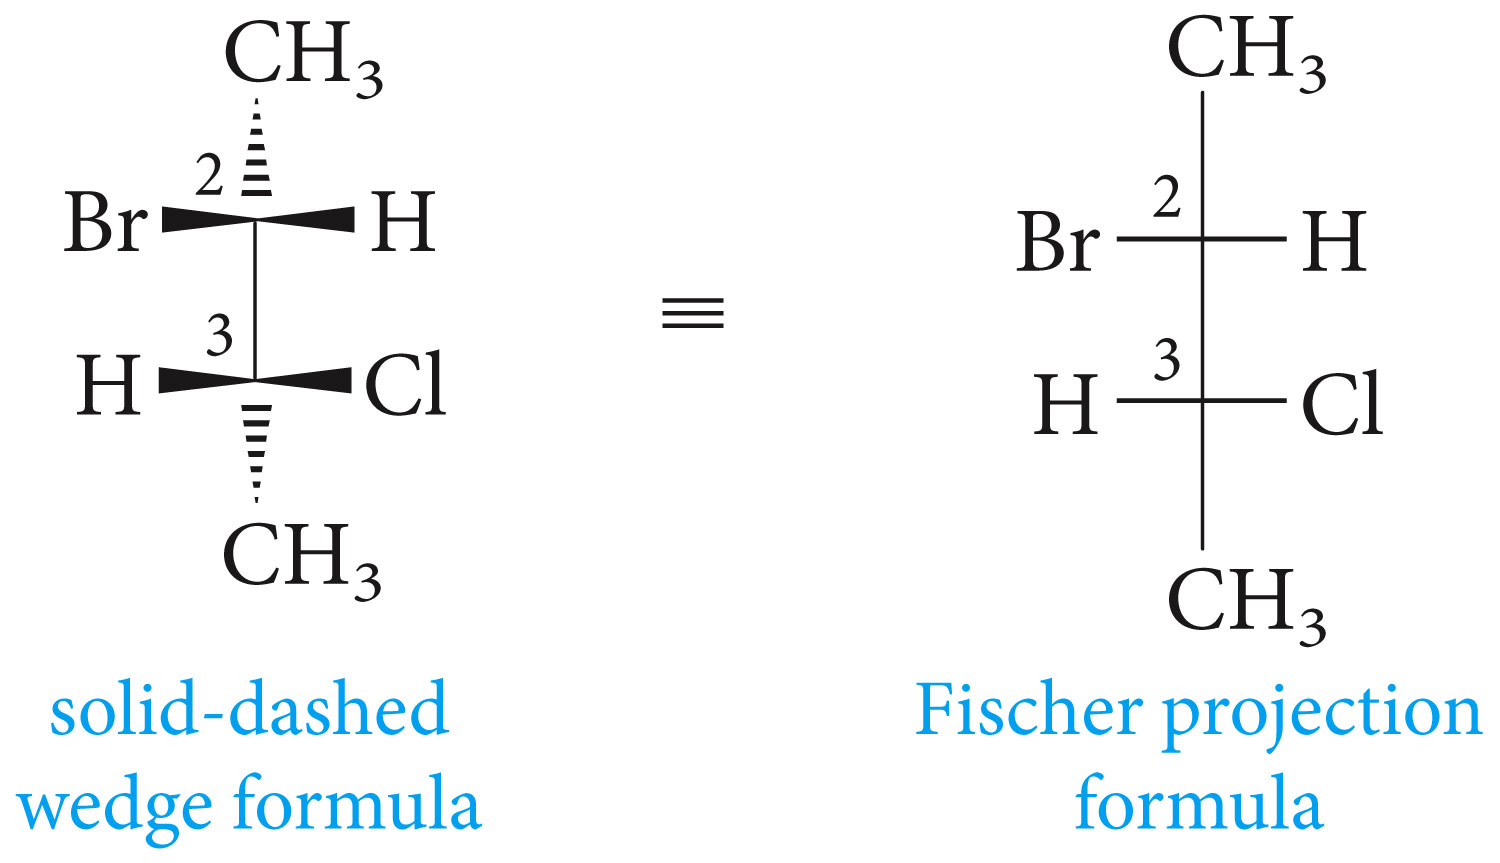 CH₃ CH₃
2 2
Br H Br H
≡
3 3
H Cl H Cl
CH₃ CH₃
solid-dashed Fischer projection
wedge formula formula